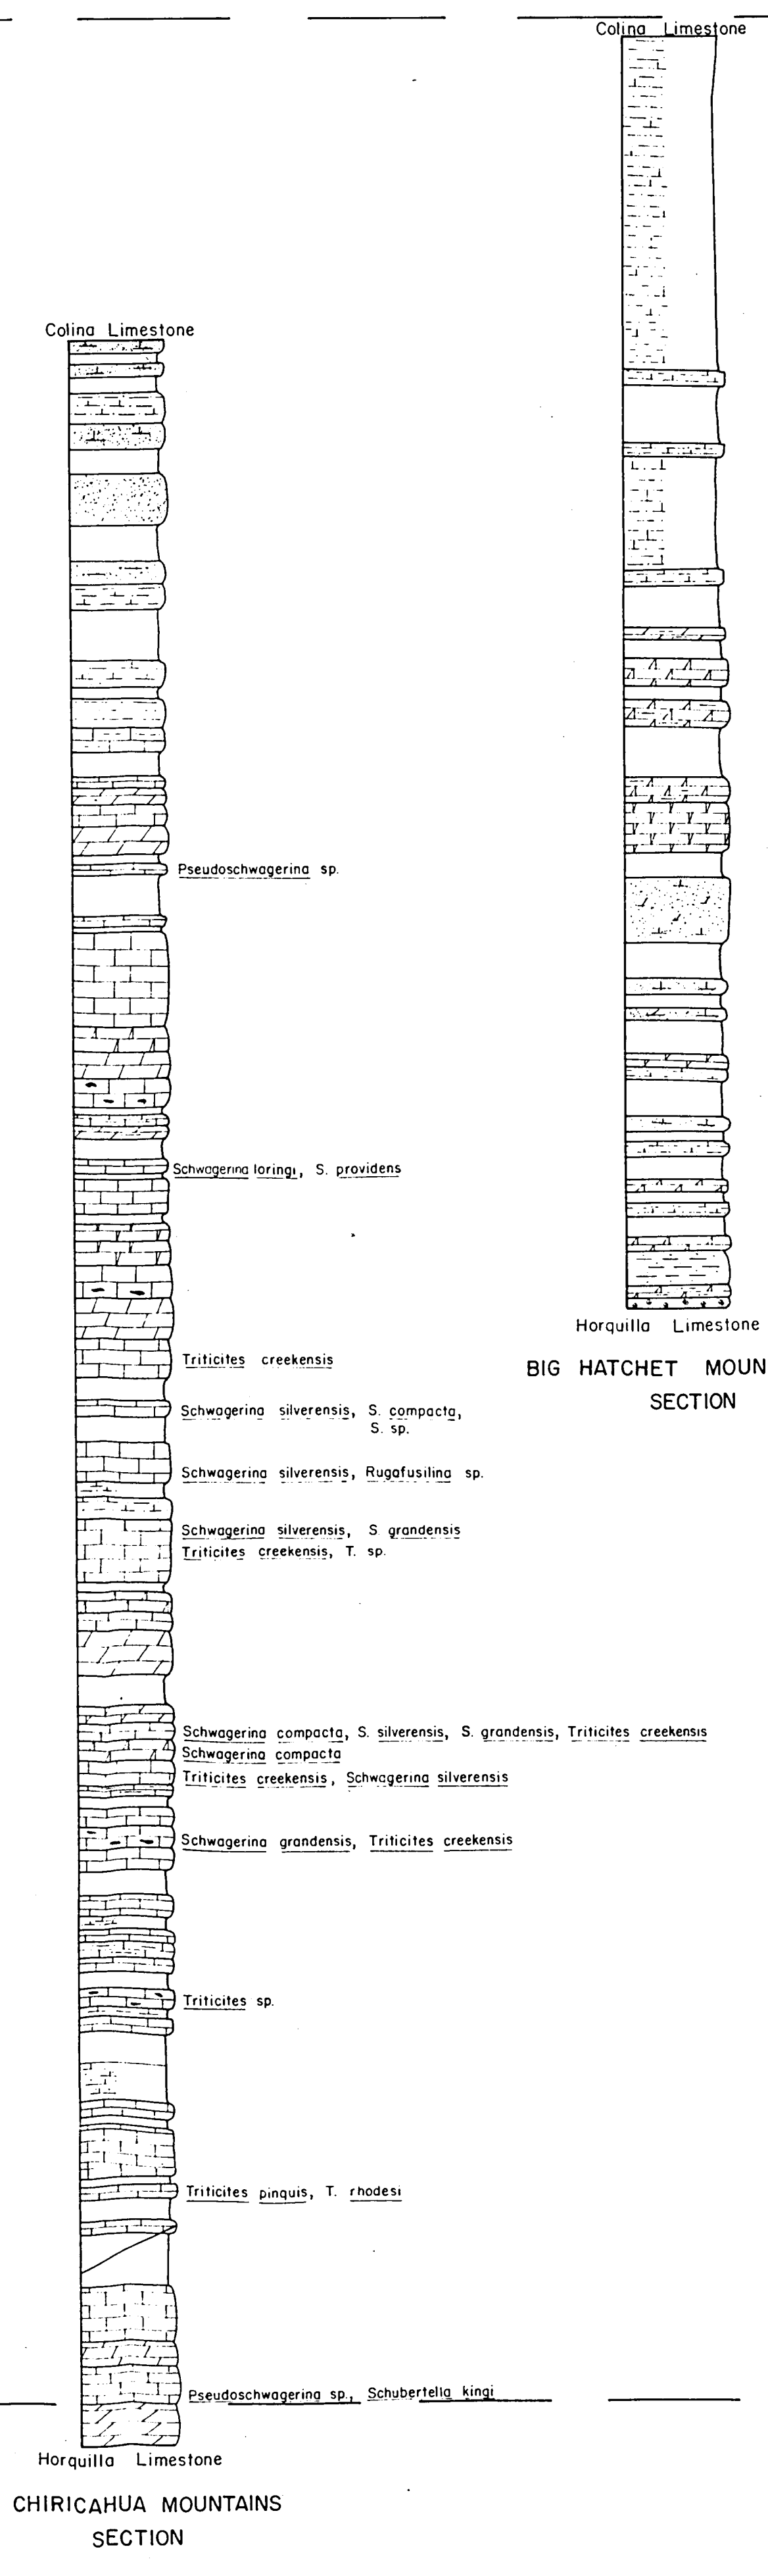 Colina Limestone
Colina Limestone
Pseudoschwagerina sp.
Schwagerina loringi, S. providens
Triticites creekensis
Schwagerina silverensis, S. compacta,
S. sp.
Schwagerina silverensis, Rugofusilina sp.
Schwagerina silverensis, S grandensis
Triticites creekensis, T. sp.
Schwagerina compacta, S. silverensis, S. grandensis, Triticites creekensis
Schwagerina compacta
Triticites creekensis, Schwagerina silverensis
Schwagerina grandensis, Triticites creekensis
Triticites sp.
Triticites pinquis, T. rhodesi
Pseudoschwagerina sp., Schubertella kingi
Horquilla Limestone
CHIRICAHUA MOUNTAINS
SECTION
Horquilla Limestone
BIG HATCHET MOUN
SECTION